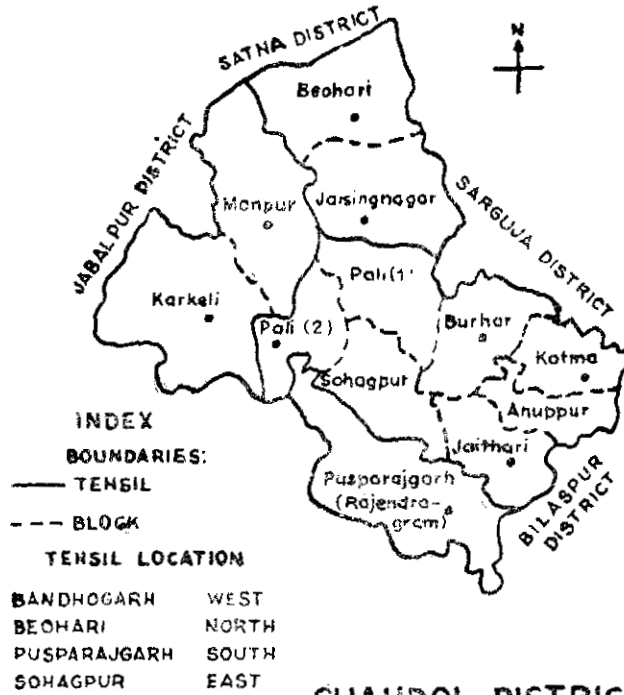 SATNA DISTRICT
N
Beohari
JABALPUR DISTRICT
SARGUJA DISTRICT
Manpur
Jaisingnagar
Pali (1)
Karkeli
Burhar
Pali (2)
Kotma
Sohagpur
Anuppur
INDEX
Jaithari
BOUNDARIES:
TEHSIL
Pusparajgarh
(Rajendra-
gram)
BILASPUR
DISTRICT
BLOCK
TEHSIL LOCATION
BANDHOGARH WEST
BEOHARI NORTH
PUSPARAJGARH SOUTH
SOHAGPUR EAST